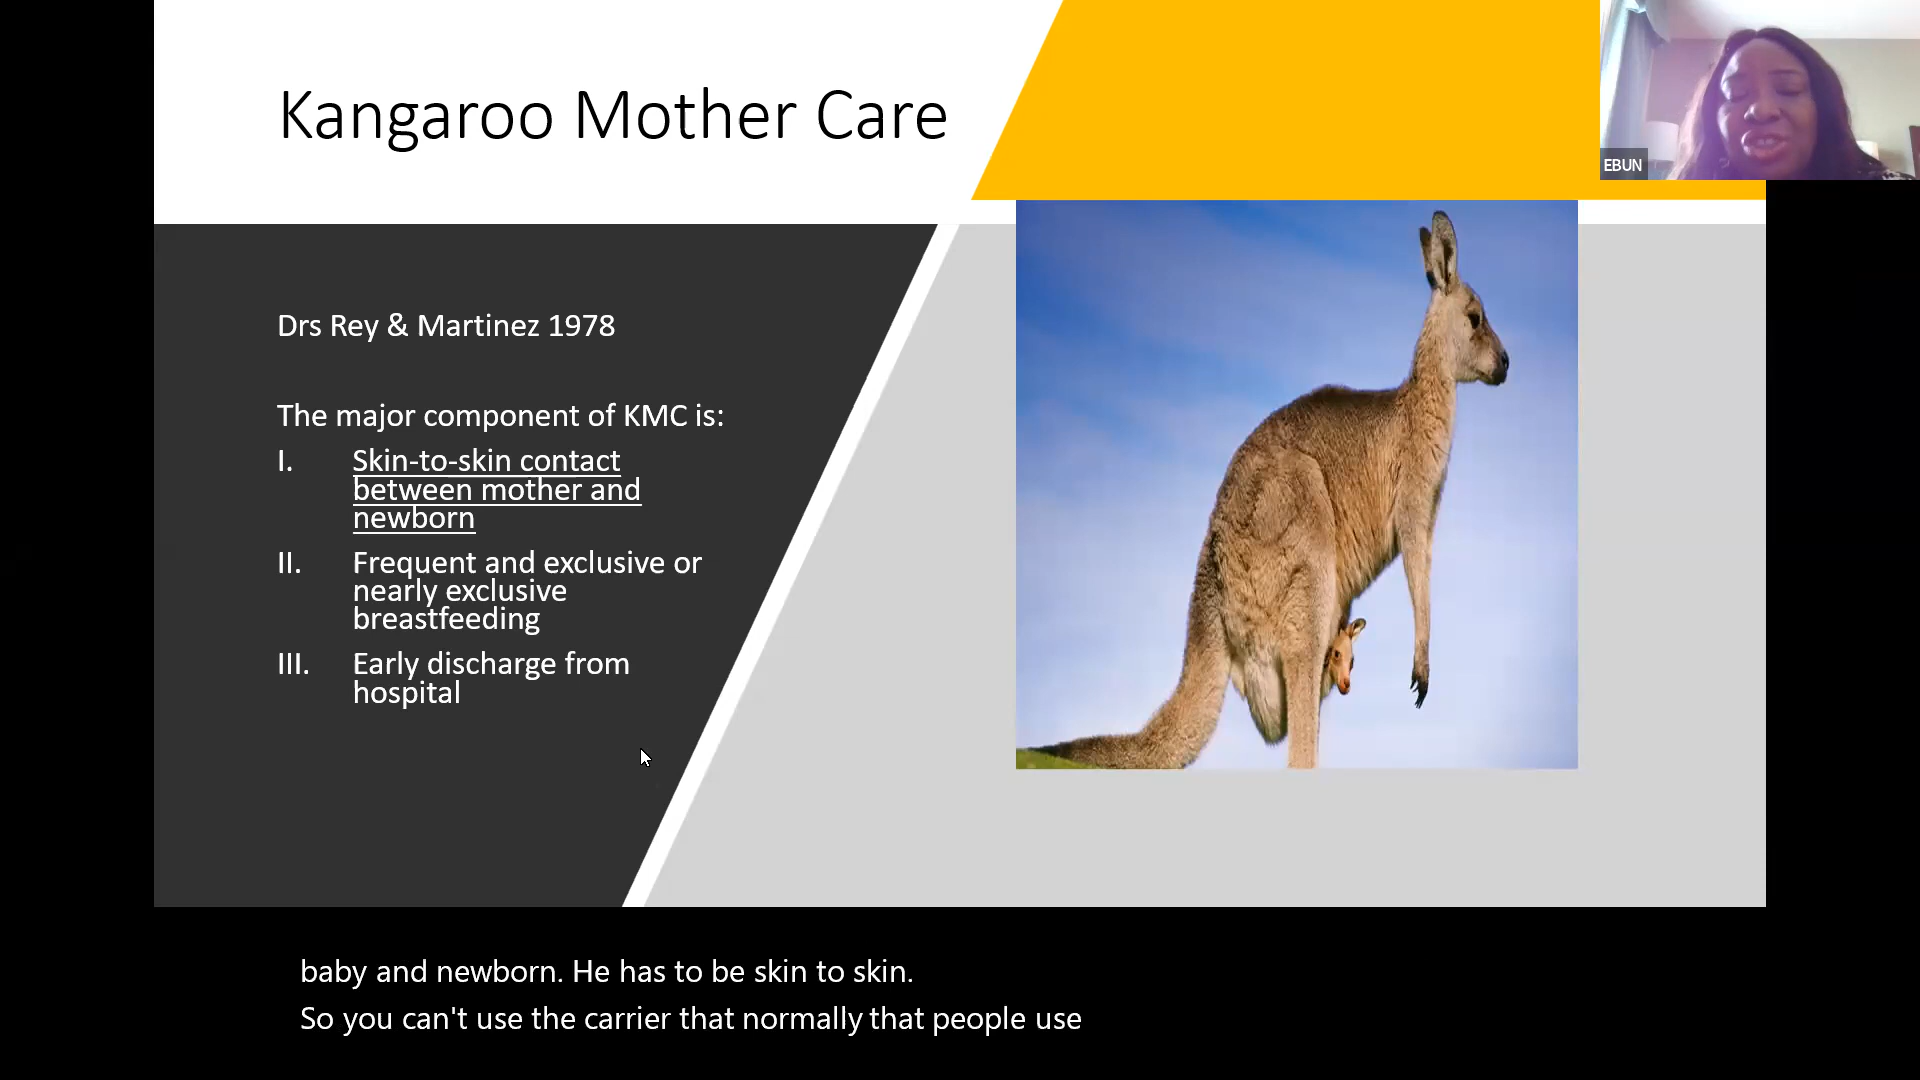 Kangaroo Mother Care
EBUN
Drs Rey & Martinez 1978
The major component of KMC is:
I. Skin-to-skin contact
between mother and
newborn
II. Frequent and exclusive or
nearly exclusive
breastfeeding
III. Early discharge from
hospital
baby and newborn. He has to be skin to skin.
So you can't use the carrier that normally that people use